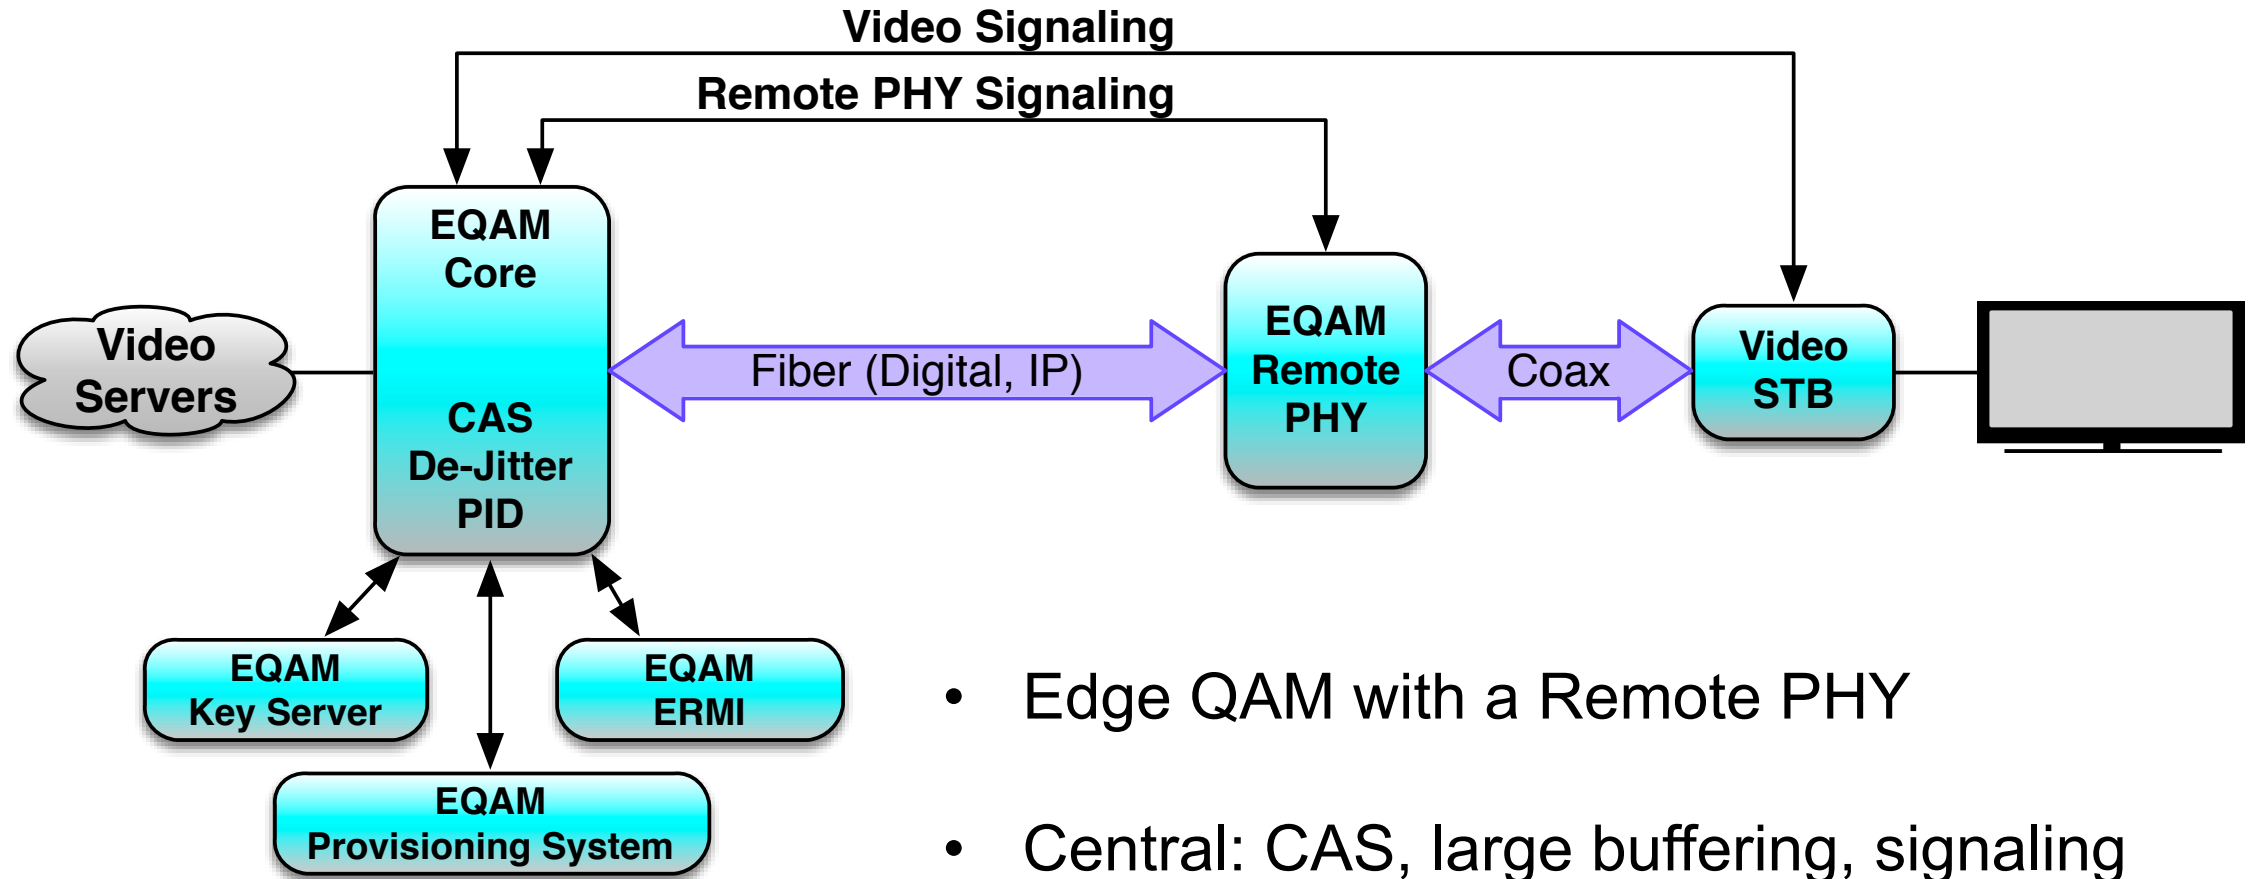 Video Signaling
Remote PHY Signaling
EQAM
Core
CAS
De-Jitter
PID
Video
Servers
Fiber (Digital, IP)
EQAM
Remote
PHY
Coax
Video
STB
EQAM
Key Server
EQAM
ERMI
EQAM
Provisioning System
• Edge QAM with a Remote PHY
• Central: CAS, large buffering, signaling